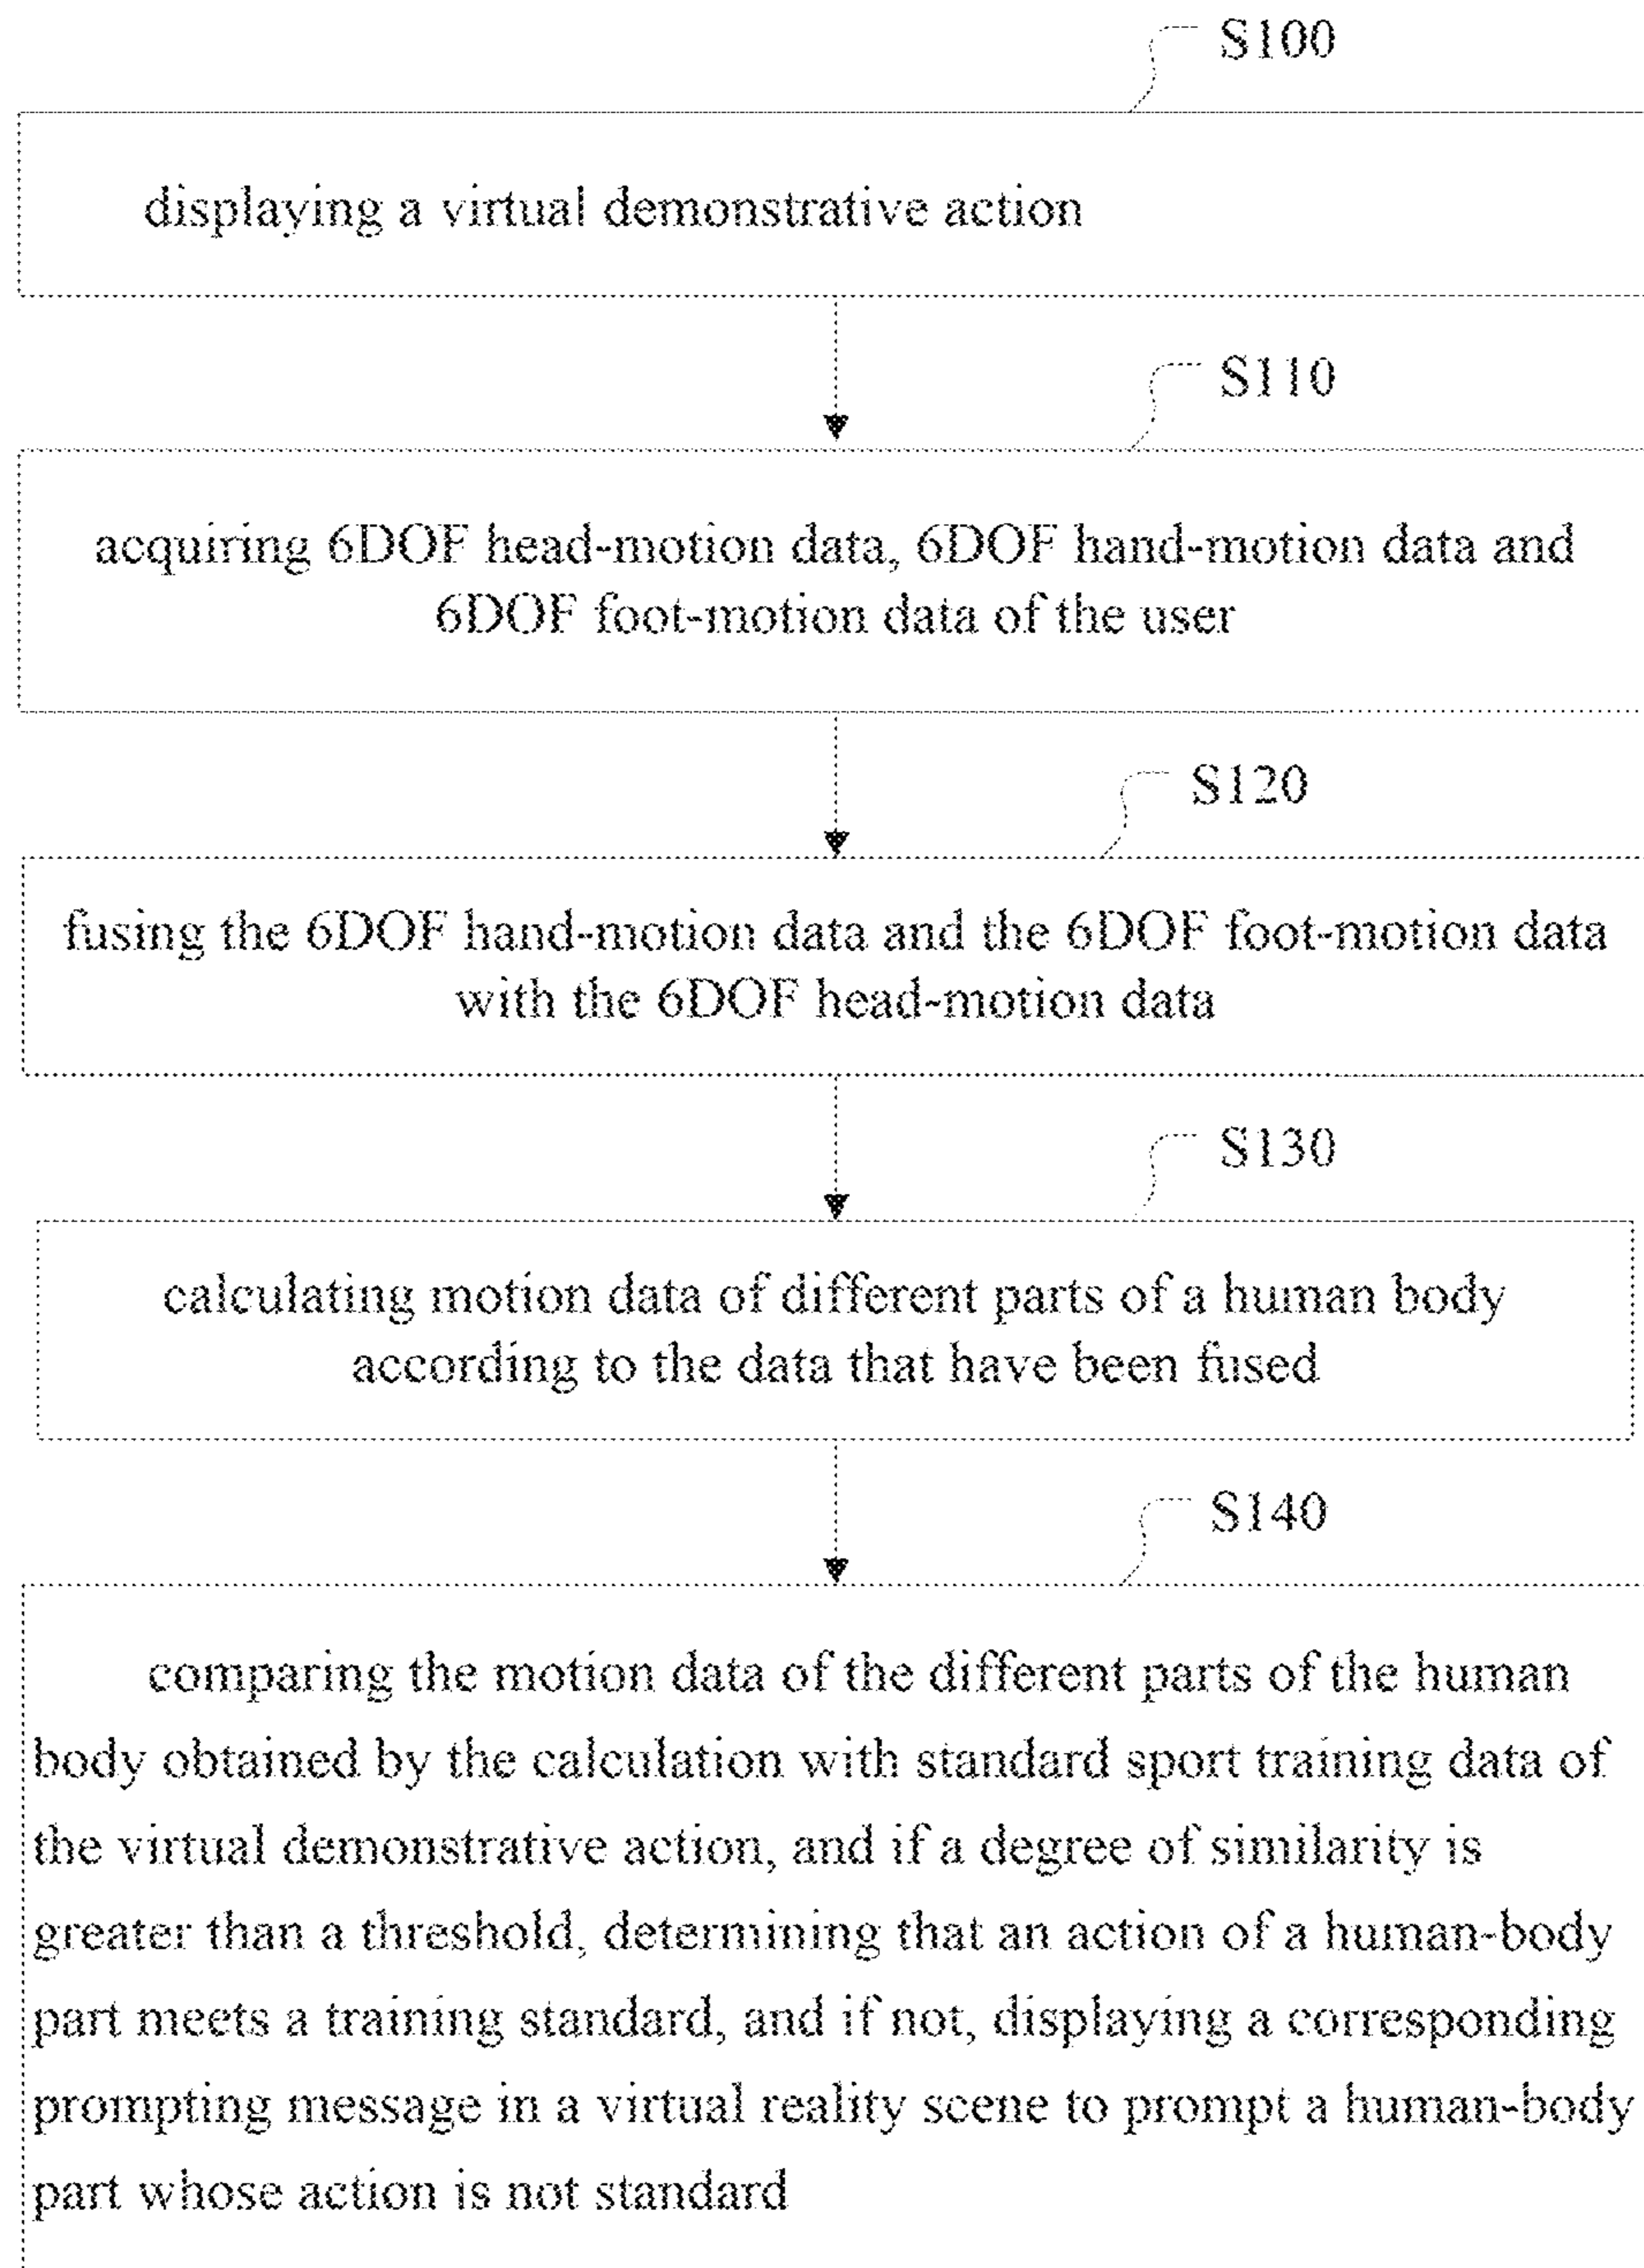 S100
displaying a virtual demonstrative action
S110
acquiring 6DOF head-motion data, 6DOF hand-motion data and
6DOF foot-motion data of the user
S120
fusing the 6DOF hand-motion data and the 6DOF foot-motion data
with the 6DOF head-motion data
S130
calculating motion data of different parts of a human body
according to the data that have been fused
S140
comparing the motion data of the different parts of the human
body obtained by the calculation with standard sport training data of
the virtual demonstrative action, and if a degree of similarity is
greater than a threshold, determining that an action of a human-body
part meets a training standard, and if not, displaying a corresponding
prompting message in a virtual reality scene to prompt a human-body
part whose action is not standard